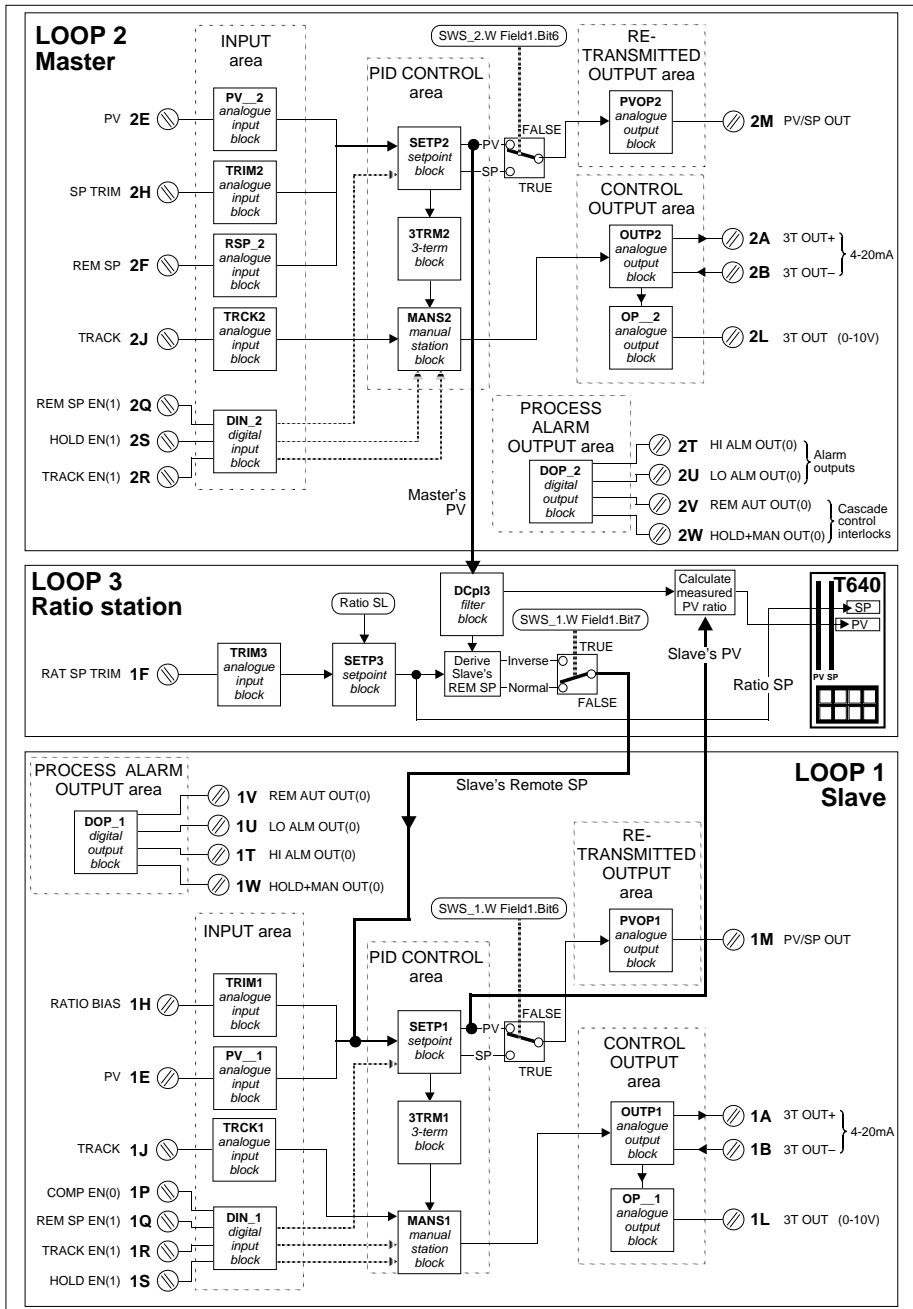 LOOP 2
Master
INPUT
area
SWS_2.W Field1.Bit6
RE-
TRANSMITTED
OUTPUT area
PID CONTROL
area
PV 2E
PV__2
analogue
input
block
SETP2
setpoint
block
PV
SP
FALSE
TRUE
PVOP2
analogue
output
block
2M PV/SP OUT
SP TRIM 2H
TRIM2
analogue
input
block
CONTROL
OUTPUT area
REM SP 2F
RSP_2
analogue
input
block
3TRM2
3-term
block
OUTP2
analogue
output
block
2A 3T OUT+
2B 3T OUT–
4-20mA
TRACK 2J
TRCK2
analogue
input
block
MANS2
manual
station
block
OP__2
analogue
output
block
2L 3T OUT (0-10V)
REM SP EN(1) 2Q
HOLD EN(1) 2S
TRACK EN(1) 2R
DIN_2
digital
input
block
PROCESS
ALARM
OUTPUT area
DOP_2
digital
output
block
2T HI ALM OUT(0)
2U LO ALM OUT(0)
Alarm
outputs
2V REM AUT OUT(0)
2W HOLD+MAN OUT(0)
Cascade
control
interlocks
Master's
PV
LOOP 3
Ratio station
Ratio SL
DCpl3
filter
block
SWS_1.W Field1.Bit7
Calculate
measured
PV ratio
T640
SP
PV
PV SP
RAT SP TRIM 1F
TRIM3
analogue
input
block
SETP3
setpoint
block
Derive
Slave's
REM SP
Inverse
Normal
TRUE
FALSE
Slave's PV
Ratio SP
LOOP 1
Slave
PROCESS ALARM
OUTPUT area
DOP_1
digital
output
block
1V REM AUT OUT(0)
1U LO ALM OUT(0)
1T HI ALM OUT(0)
1W HOLD+MAN OUT(0)
Slave's Remote SP
RE-
TRANSMITTED
OUTPUT
area
INPUT area
SWS_1.W Field1.Bit6
PID CONTROL
area
PVOP1
analogue
output
block
1M PV/SP OUT
RATIO BIAS 1H
TRIM1
analogue
input
block
SETP1
setpoint
block
PV
SP
FALSE
TRUE
PV 1E
PV__1
analogue
input
block
CONTROL
OUTPUT
area
TRACK 1J
TRCK1
analogue
input
block
3TRM1
3-term
block
OUTP1
analogue
output
block
1A 3T OUT+
1B 3T OUT–
4-20mA
COMP EN(0) 1P
REM SP EN(1) 1Q
TRACK EN(1) 1R
HOLD EN(1) 1S
DIN_1
digital
input
block
MANS1
manual
station
block
OP__1
analogue
output
block
1L 3T OUT (0-10V)